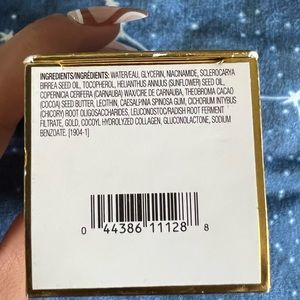 INGREDIENTS/INGRÉDIENTS: WATER/EAU, GLYCERIN, NIACINAMIDE, SCLEROCARYA
BIRREA SEED OIL, TOCOPHEROL, HELIANTHUS ANNUUS (SUNFLOWER) SEED OIL,
COPERNICIA CERIFERA (CARNAUBA) WAX/CIRE DE CARNAUBA, THEOBROMA CACAO
(COCOA) SEED BUTTER, LECITHIN, CAESALPINIA SPINOSA GUM, CICHORIUM INTYBUS
(CHICORY) ROOT OLIGOSACCHARIDES, LEUCONOSTOC/RADISH ROOT FERMENT
FILTRATE, GOLD, COCOYL HYDROLYZED COLLAGEN, GLUCONOLACTONE, SODIUM
BENZOATE. [1904-1]
0 44386 11128 8